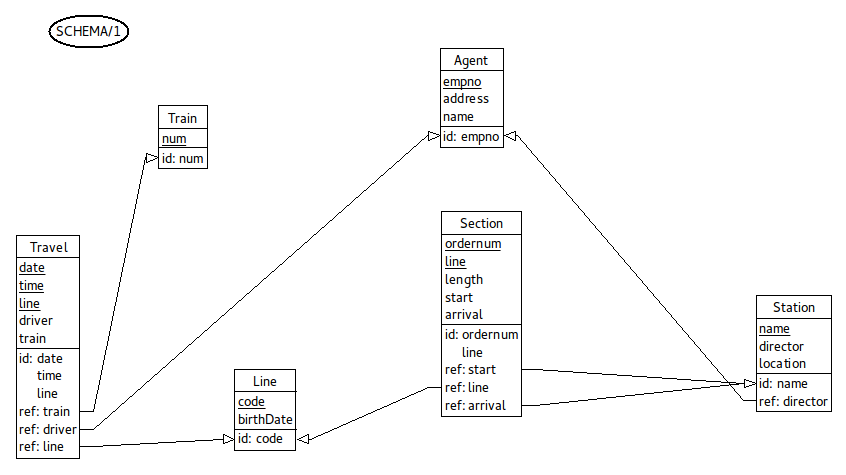 SCHEMA/1
Agent
empno
address
name
id: empno
Train
num
id: num
Travel
date
time
line
driver
train
id: date
time
line
ref: train
ref: driver
ref: line
Line
code
birthDate
id: code
Section
ordernum
line
length
start
arrival
id: ordernum
line
ref: start
ref: line
ref: arrival
Station
name
director
location
id: name
ref: director